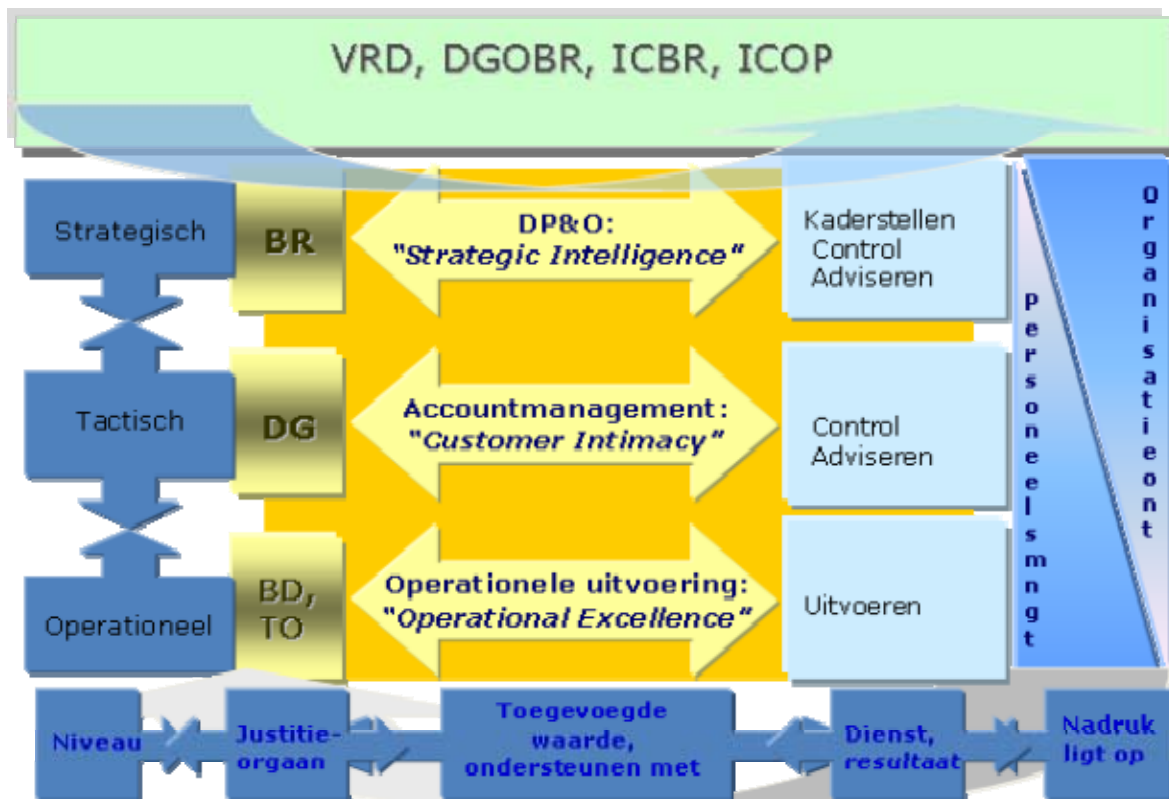 VRD, DGOBR, ICBR, ICOP
Strategisch
BR
DP&O:
"Strategic Intelligence"
Kaderstellen
Control
Adviseren
Tactisch
DG
Accountmanagement:
"Customer Intimacy"
Control
Adviseren
Operationeel
BD,
TO
Operationele uitvoering:
"Operational Excellence"
Uitvoeren
personeelsmngt
Organisatieont
Niveau
Justitie-
orgaan
Toegevoegde
waarde,
ondersteunen met
Dienst,
resultaat
Nadruk
ligt op